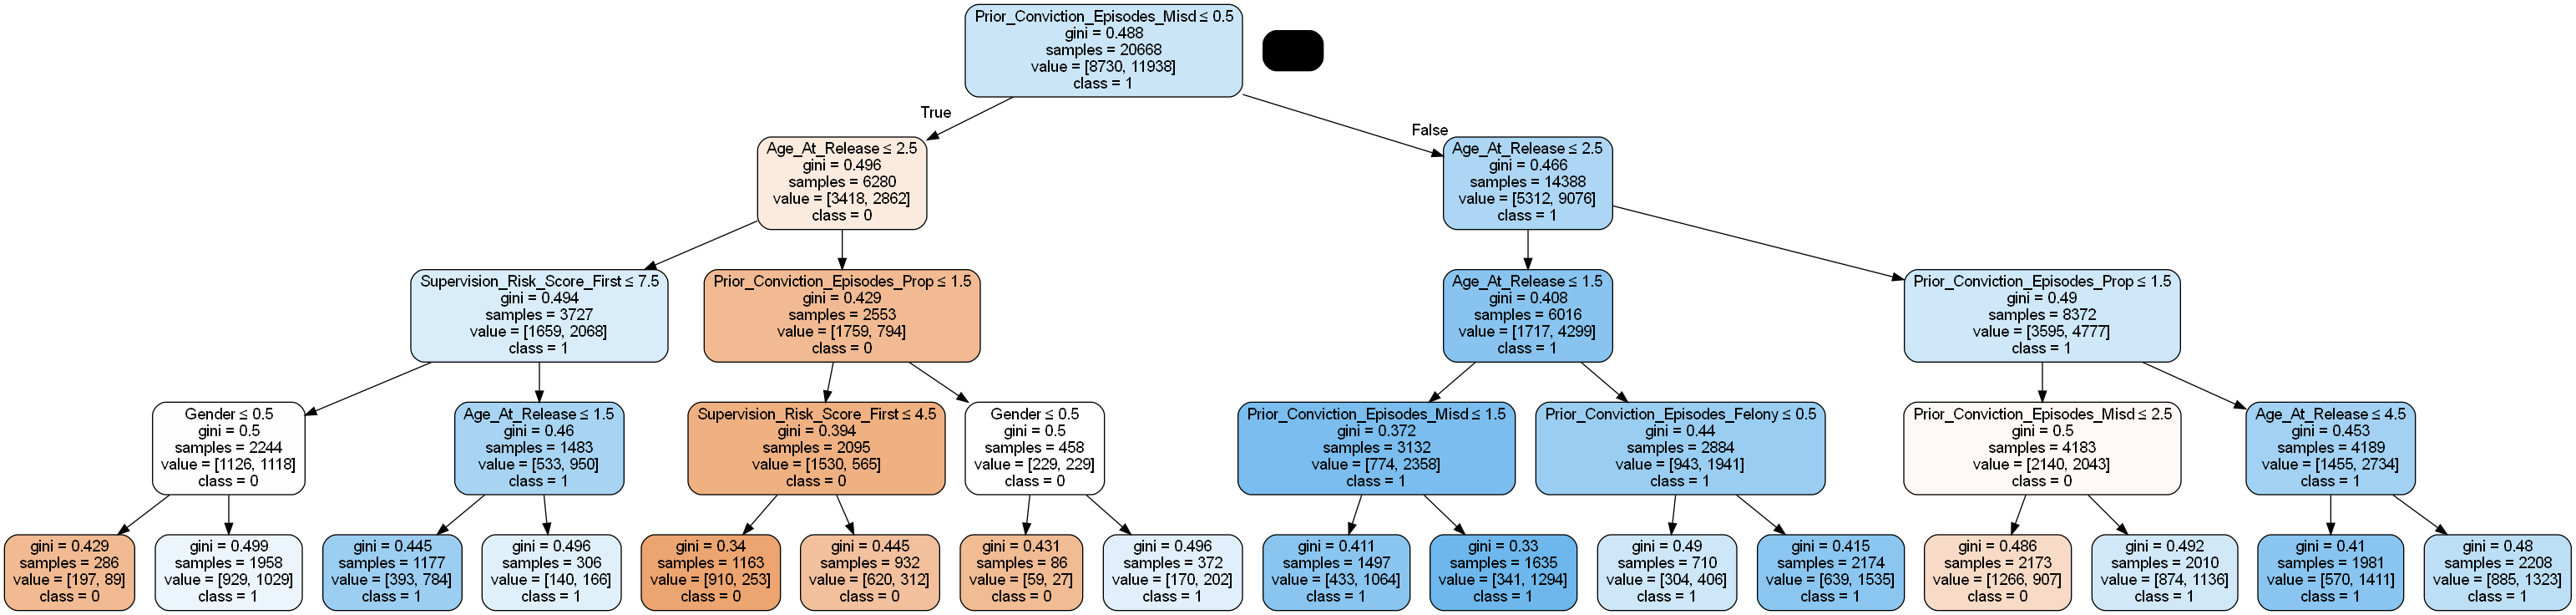 Prior_Conviction_Episodes_Misd ≤ 0.5
gini = 0.488
samples = 20668
value = [8730, 11938]
class = 1
True
False
Age_At_Release ≤ 2.5
gini = 0.496
samples = 6280
value = [3418, 2862]
class = 0
Age_At_Release ≤ 2.5
gini = 0.466
samples = 14388
value = [5312, 9076]
class = 1
Supervision_Risk_Score_First ≤ 7.5
gini = 0.494
samples = 3727
value = [1659, 2068]
class = 1
Prior_Conviction_Episodes_Prop ≤ 1.5
gini = 0.429
samples = 2553
value = [1759, 794]
class = 0
Age_At_Release ≤ 1.5
gini = 0.408
samples = 6016
value = [1717, 4299]
class = 1
Prior_Conviction_Episodes_Prop ≤ 1.5
gini = 0.49
samples = 8372
value = [3595, 4777]
class = 1
Gender ≤ 0.5
gini = 0.5
samples = 2244
value = [1126, 1118]
class = 0
Age_At_Release ≤ 1.5
gini = 0.46
samples = 1483
value = [533, 950]
class = 1
Supervision_Risk_Score_First ≤ 4.5
gini = 0.394
samples = 2095
value = [1530, 565]
class = 0
Gender ≤ 0.5
gini = 0.5
samples = 458
value = [229, 229]
class = 0
Prior_Conviction_Episodes_Misd ≤ 1.5
gini = 0.372
samples = 3132
value = [774, 2358]
class = 1
Prior_Conviction_Episodes_Felony ≤ 0.5
gini = 0.44
samples = 2884
value = [943, 1941]
class = 1
Prior_Conviction_Episodes_Misd ≤ 2.5
gini = 0.5
samples = 4183
value = [2140, 2043]
class = 0
Age_At_Release ≤ 4.5
gini = 0.453
samples = 4189
value = [1455, 2734]
class = 1
gini = 0.429
samples = 286
value = [197, 89]
class = 0
gini = 0.499
samples = 1958
value = [929, 1029]
class = 1
gini = 0.445
samples = 1177
value = [393, 784]
class = 1
gini = 0.496
samples = 306
value = [140, 166]
class = 1
gini = 0.34
samples = 1163
value = [910, 253]
class = 0
gini = 0.445
samples = 932
value = [620, 312]
class = 0
gini = 0.431
samples = 86
value = [59, 27]
class = 0
gini = 0.496
samples = 372
value = [170, 202]
class = 1
gini = 0.411
samples = 1497
value = [433, 1064]
class = 1
gini = 0.33
samples = 1635
value = [341, 1294]
class = 1
gini = 0.49
samples = 710
value = [304, 406]
class = 1
gini = 0.415
samples = 2174
value = [639, 1535]
class = 1
gini = 0.486
samples = 2173
value = [1266, 907]
class = 0
gini = 0.492
samples = 2010
value = [874, 1136]
class = 1
gini = 0.41
samples = 1981
value = [570, 1411]
class = 1
gini = 0.48
samples = 2208
value = [885, 1323]
class = 1